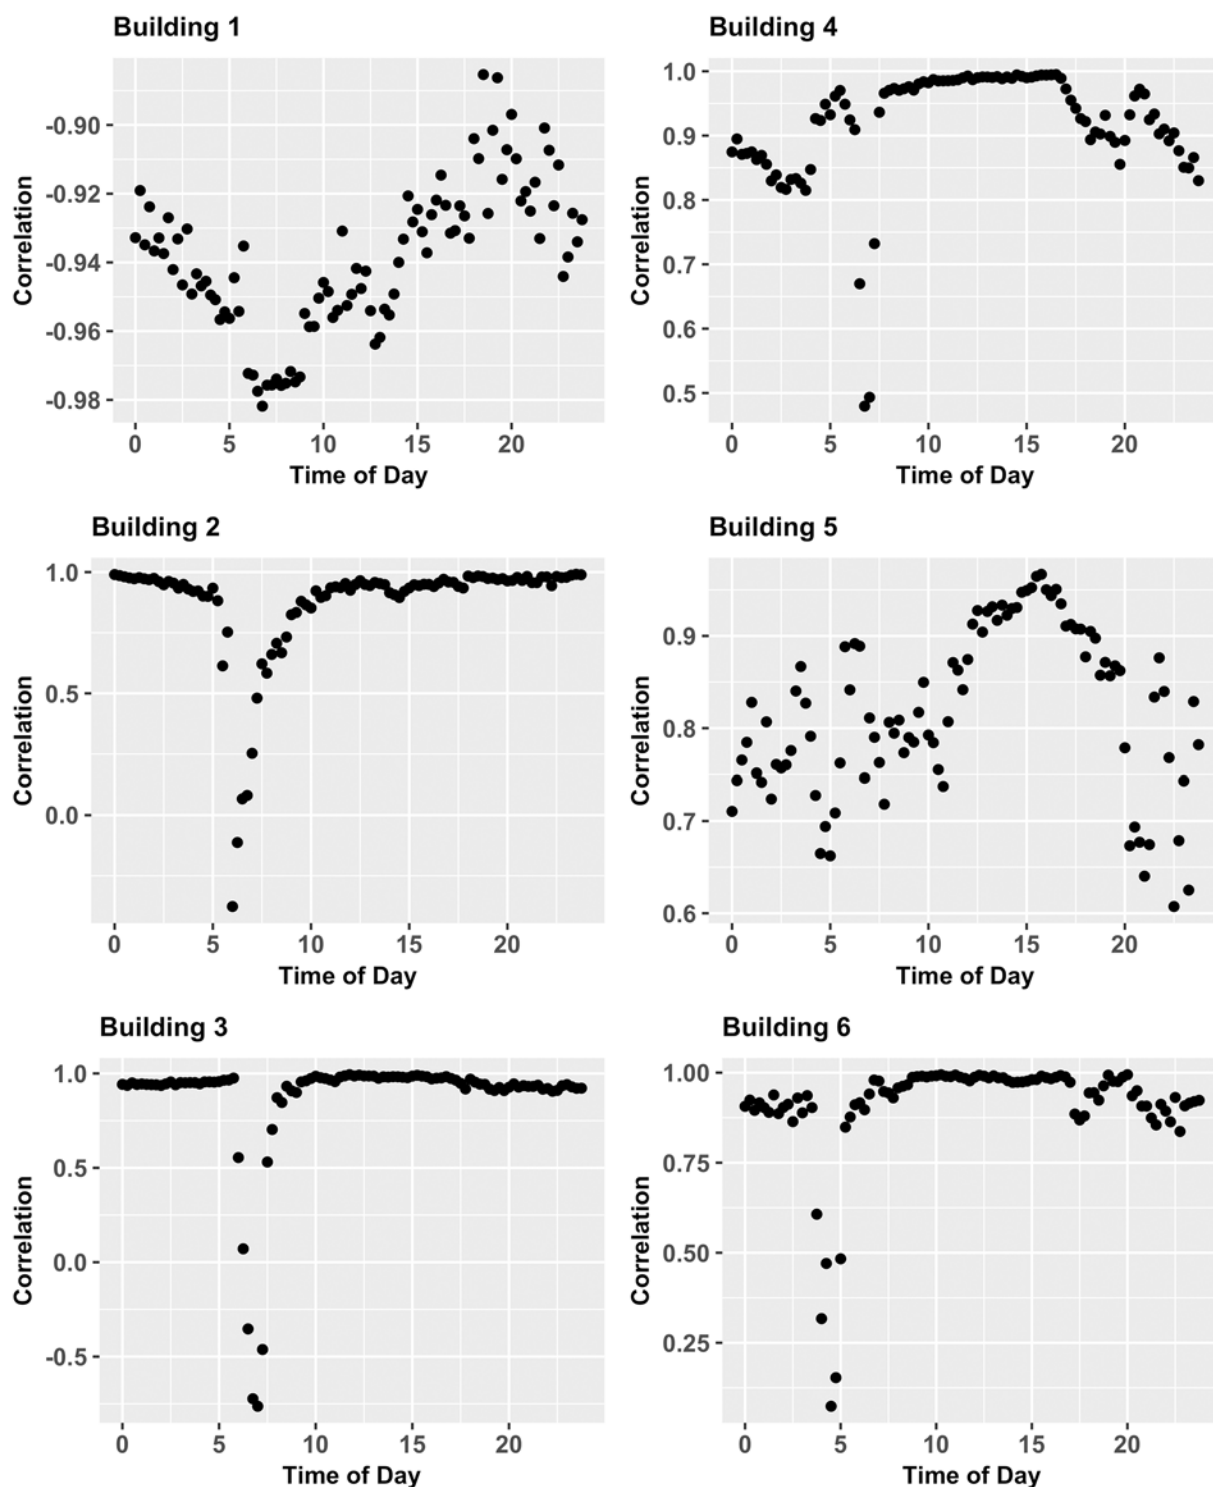 Building 1
Correlation
-0.90
-0.92
-0.94
-0.96
-0.98
0 5 10 15 20
Time of Day
Building 4
Correlation
1.0
0.9
0.8
0.7
0.6
0.5
0 5 10 15 20
Time of Day
Building 2
Correlation
1.0
0.5
0.0
0 5 10 15 20
Time of Day
Building 5
Correlation
0.9
0.8
0.7
0.6
0 5 10 15 20
Time of Day
Building 3
Correlation
1.0
0.5
0.0
-0.5
0 5 10 15 20
Time of Day
Building 6
Correlation
1.00
0.75
0.50
0.25
0 5 10 15 20
Time of Day